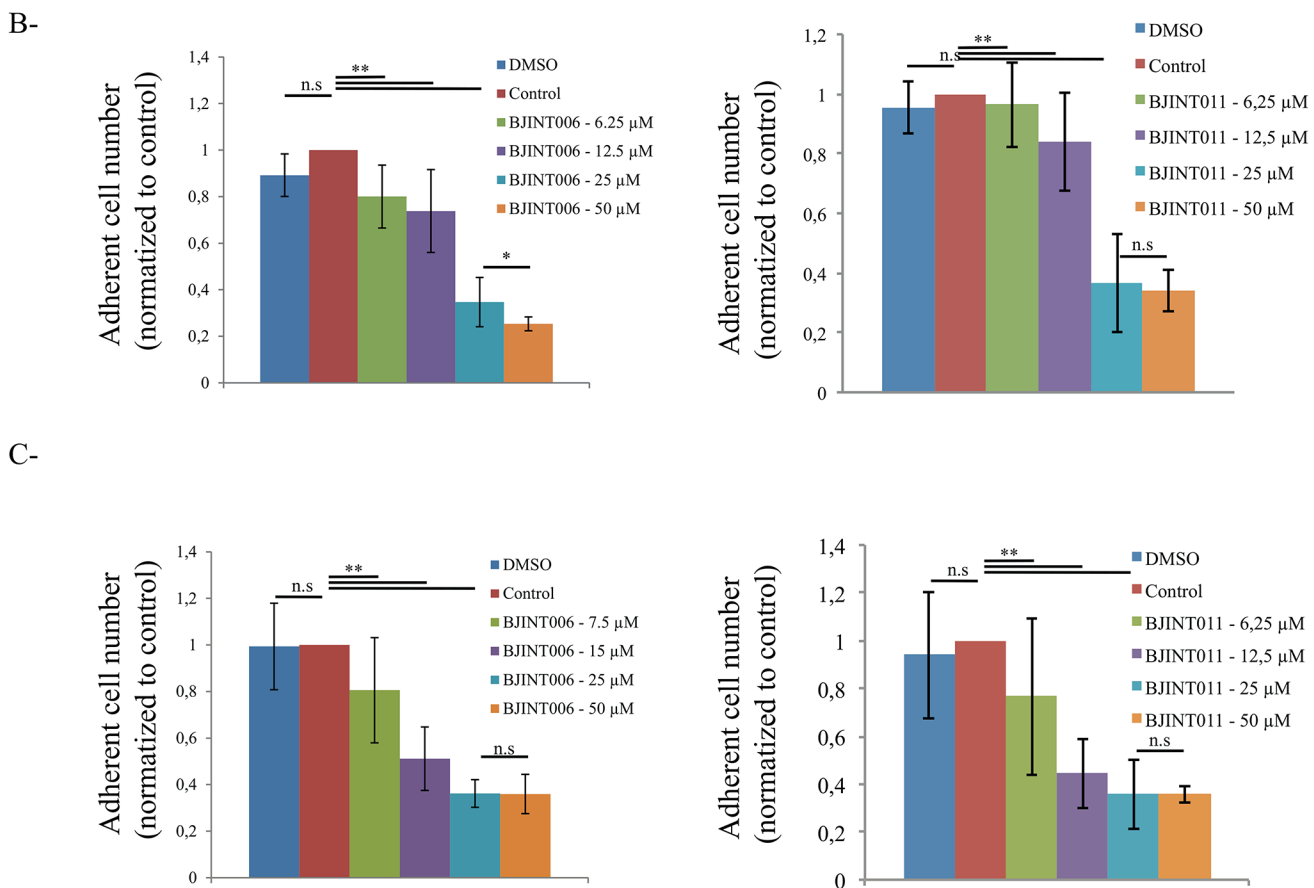 B-
Adherent cell number
(normatized to control)
1,4
1,2
1
0,8
0,6
0,4
0,2
0
n.s
**
*
DMSO
Control
BJINT006 - 6.25 µM
BJINT006 - 12.5 µM
BJINT006 - 25 µM
BJINT006 - 50 µM
Adherent cell number
(normatized to control)
1,2
1
0,8
0,6
0,4
0,2
0
n.s
**
n.s
DMSO
Control
BJINT011 - 6,25 µM
BJINT011 - 12,5 µM
BJINT011 - 25 µM
BJINT011 - 50 µM
C-
Adherent cell number
(normatized to control)
1,4
1,2
1
0,8
0,6
0,4
0,2
0
n.s
**
n.s
DMSO
Control
BJINT006 - 7.5 µM
BJINT006 - 15 µM
BJINT006 - 25 µM
BJINT006 - 50 µM
Adherent cell number
(normatized to control)
1,4
1,2
1
0,8
0,6
0,4
0,2
0
n.s
**
n.s
DMSO
Control
BJINT011 - 6,25 µM
BJINT011 - 12,5 µM
BJINT011 - 25 µM
BJINT011 - 50 µM